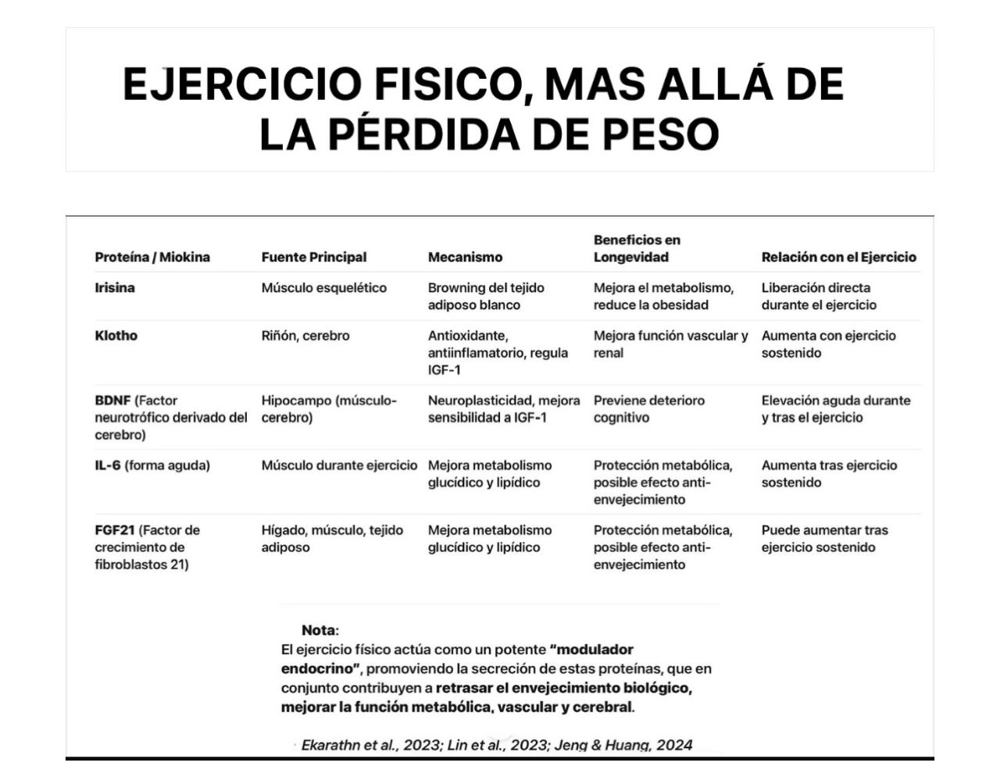 EJERCICIO FISICO, MAS ALLÁ DE
LA PÉRDIDA DE PESO
Proteína / Miokina Fuente Principal Mecanismo Beneficios en Longevidad Relación con el Ejercicio
Irisina Músculo esquelético Browning del tejido adiposo blanco Mejora el metabolismo, reduce la obesidad Liberación directa durante el ejercicio
Klotho Riñón, cerebro Antioxidante, antiinflamatorio, regula IGF-1 Mejora función vascular y renal Aumenta con ejercicio sostenido
BDNF (Factor neurotrófico derivado del cerebro) Hipocampo (músculo-cerebro) Neuroplasticidad, mejora sensibilidad a IGF-1 Previene deterioro cognitivo Elevación aguda durante y tras el ejercicio
IL-6 (forma aguda) Músculo durante ejercicio Mejora metabolismo glucídico y lipídico Protección metabólica, posible efecto anti-envejecimiento Aumenta tras ejercicio sostenido
FGF21 (Factor de crecimiento de fibroblastos 21) Hígado, músculo, tejido adiposo Mejora metabolismo glucídico y lipídico Protección metabólica, posible efecto anti-envejecimiento Puede aumentar tras ejercicio sostenido
Nota:
El ejercicio físico actúa como un potente “modulador
endocrino”, promoviendo la secreción de estas proteínas, que en
conjunto contribuyen a retrasar el envejecimiento biológico,
mejorar la función metabólica, vascular y cerebral.
Ekarathn et al., 2023; Lin et al., 2023; Jeng & Huang, 2024